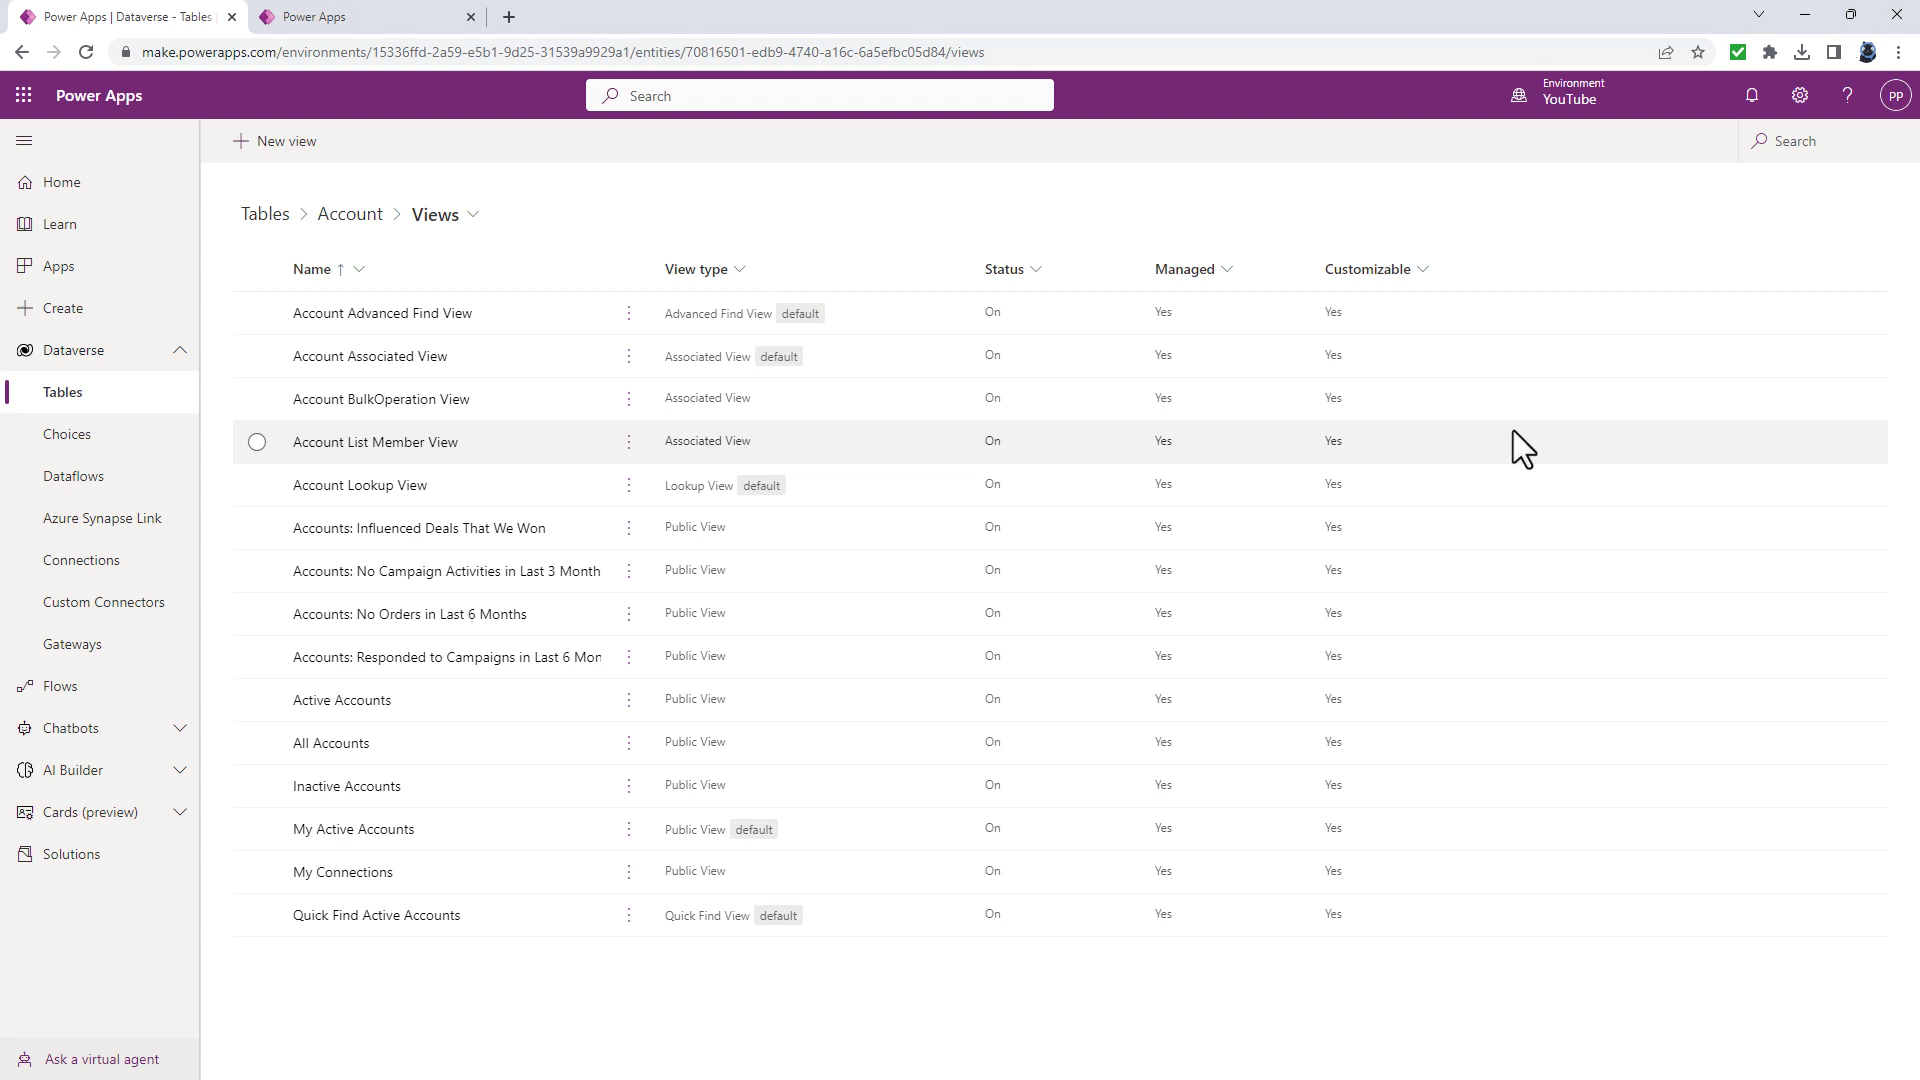 Power Apps | Dataverse - Tables
Power Apps
make.powerapps.com/environments/15336ffd-2a59-e5b1-9d25-31539a9929a1/entities/70816501-edb9-4740-a16c-6a5efbc05d84/views
Power Apps
Search
Environment
YouTube
PP
New view
Search
Home
Learn
Apps
Create
Dataverse
Tables
Choices
Dataflows
Azure Synapse Link
Connections
Custom Connectors
Gateways
Flows
Chatbots
AI Builder
Cards (preview)
Solutions
Ask a virtual agent
Tables > Account > Views
Name ↑ View type Status Managed Customizable
Account Advanced Find View Advanced Find View default On Yes Yes
Account Associated View Associated View default On Yes Yes
Account BulkOperation View Associated View On Yes Yes
Account List Member View Associated View On Yes Yes
Account Lookup View Lookup View default On Yes Yes
Accounts: Influenced Deals That We Won Public View On Yes Yes
Accounts: No Campaign Activities in Last 3 Month Public View On Yes Yes
Accounts: No Orders in Last 6 Months Public View On Yes Yes
Accounts: Responded to Campaigns in Last 6 Mon Public View On Yes Yes
Active Accounts Public View On Yes Yes
All Accounts Public View On Yes Yes
Inactive Accounts Public View On Yes Yes
My Active Accounts Public View default On Yes Yes
My Connections Public View On Yes Yes
Quick Find Active Accounts Quick Find View default On Yes Yes